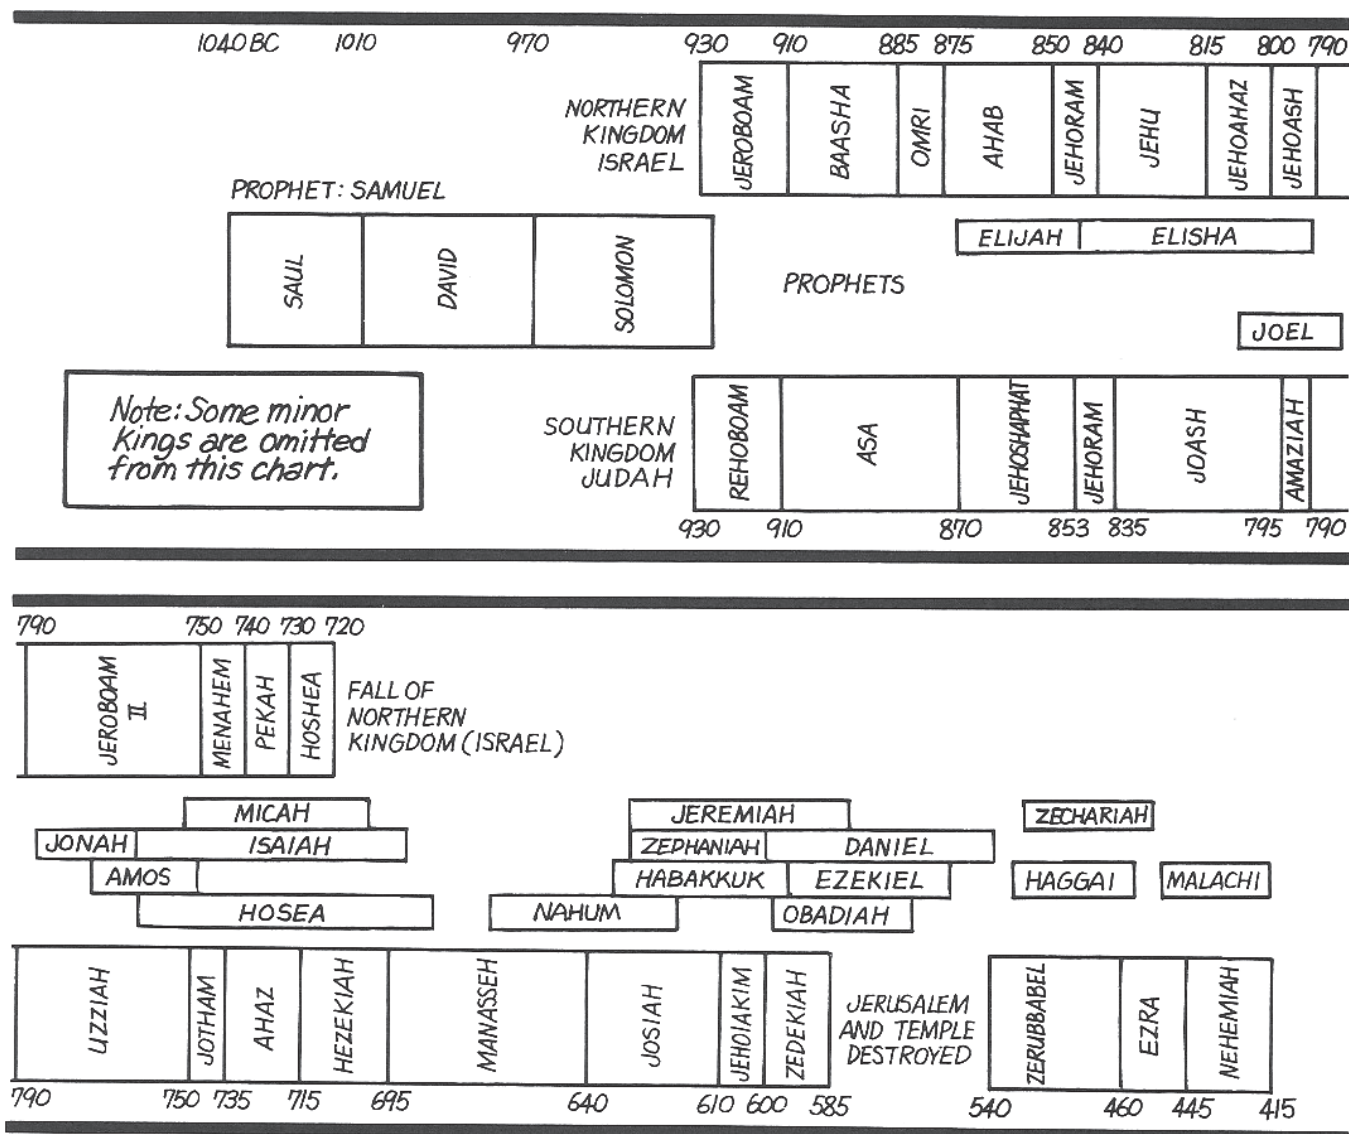 1040 BC 1010 970 930 910 885 875 850 840 815 800 790
NORTHERN
KINGDOM
ISRAEL
JEROBOAM
BAASHA
OMRI
AHAB
JEHORAM
JEHU
JEHOAHAZ
JEHOASH
PROPHET: SAMUEL
SAUL
DAVID
SOLOMON
ELIJAH ELISHA
PROPHETS
JOEL
Note: Some minor
Kings are omitted
from this chart.
SOUTHERN
KINGDOM
JUDAH
REHOBOAM
ASA
JEHOSHAPHAT
JEHORAM
JOASH
AMAZIAH
930 910 870 853 835 795 790
790 750 740 730 720
JEROBOAM
II
MENAHEM
PEKAH
HOSHEA
FALL OF
NORTHERN
KINGDOM (ISRAEL)
MICAH JEREMIAH ZECHARIAH
JONAH ISAIAH ZEPHANIAH DANIEL
AMOS HABAKKUK EZEKIEL HAGGAI MALACHI
HOSEA NAHUM OBADIAH
UZZIAH
JOTHAM
AHAZ
HEZEKIAH
MANASSEH
JOSIAH
JEHOIAKIM
ZEDEKIAH
JERUSALEM
AND TEMPLE
DESTROYED
ZERUBBABEL
EZRA
NEHEMIAH
790 750 735 715 695 640 610 600 585 540 460 445 415